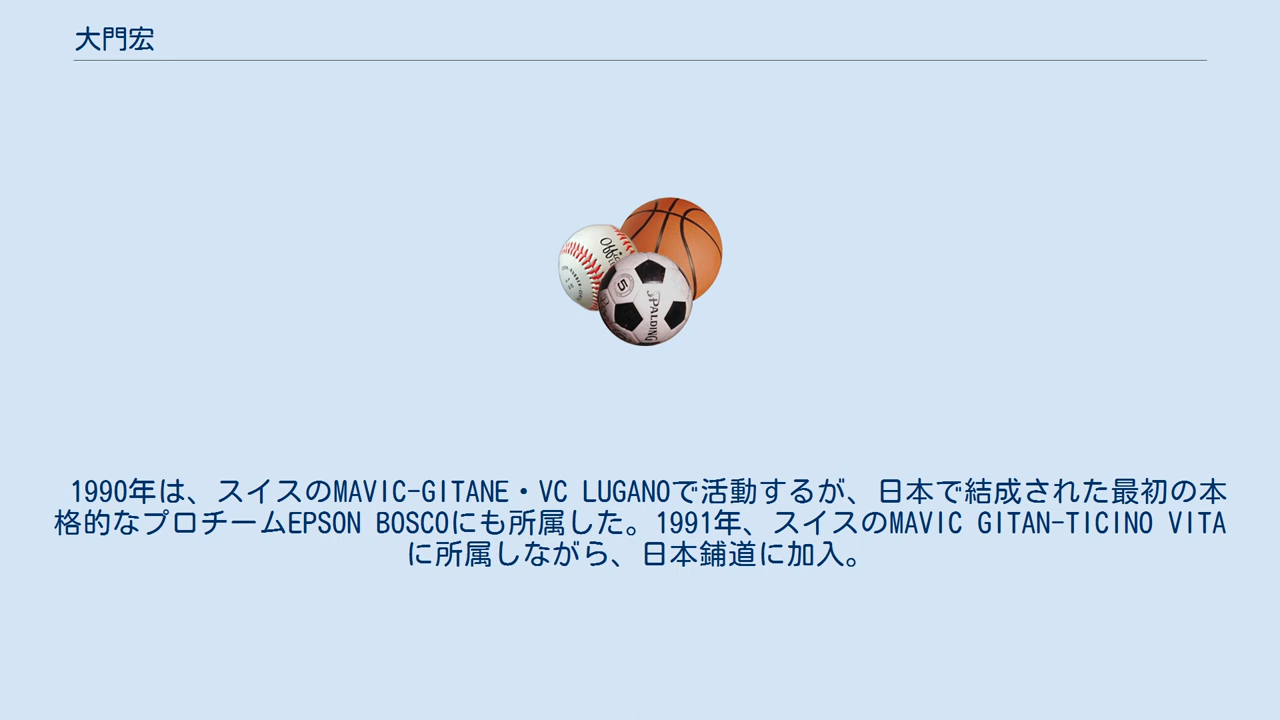 大門宏
Offi
5
SPALDING
1990年は、スイスのMAVIC-GITANE・VC LUGANOで活動するが、日本で結成された最初の本
格的なプロチームEPSON BOSCOにも所属した。1991年、スイスのMAVIC GITAN-TICINO VITA
に所属しながら、日本鋪道に加入。